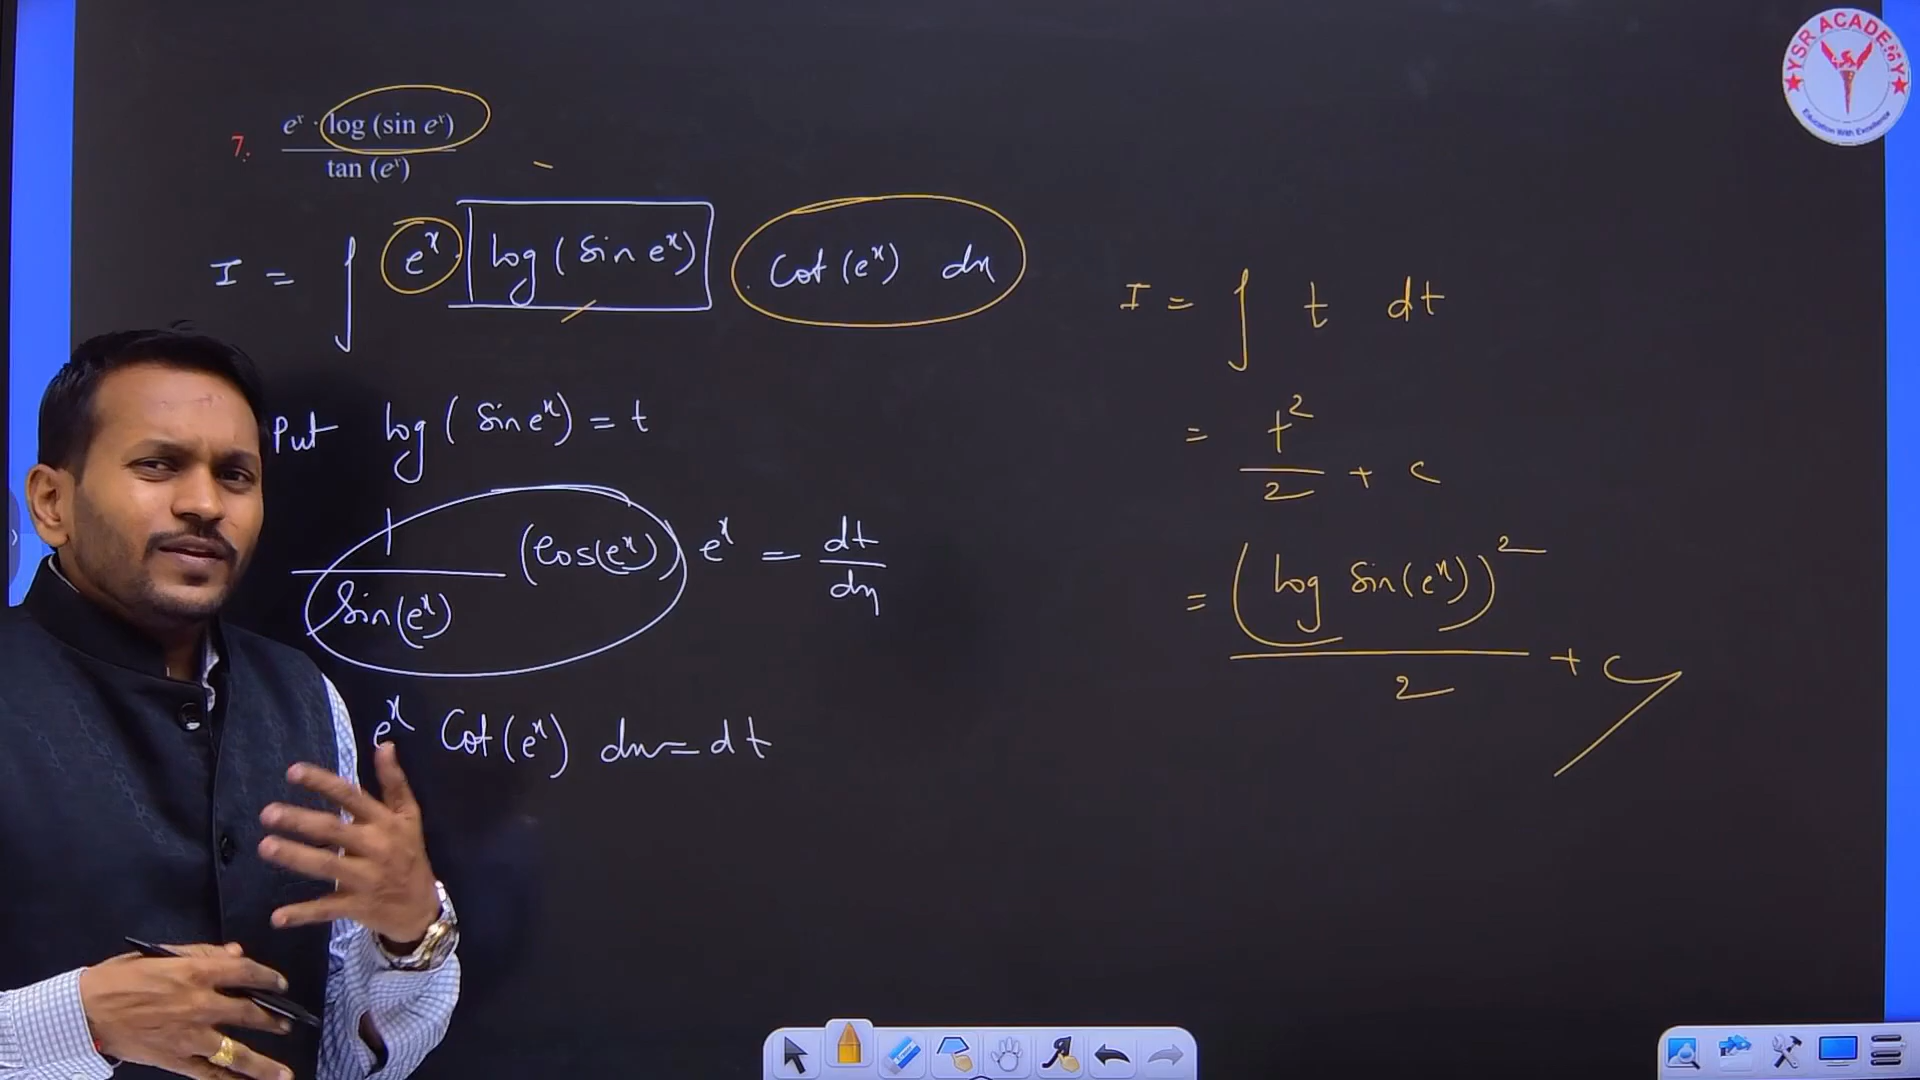 YSR ACADEMY
Education With Excellence
7. e^x · log (sin e^x) / tan (e^x)
I = ∫ e^x · log (sin e^x) cot (e^x) dx
Put log (sin e^x) = t
1 / sin(e^x) (cos(e^x)) e^x = dt / dx
e^x cot (e^x) dx = dt
I = ∫ t dt
= t^2 / 2 + c
= (log sin(e^x))^2 / 2 + c